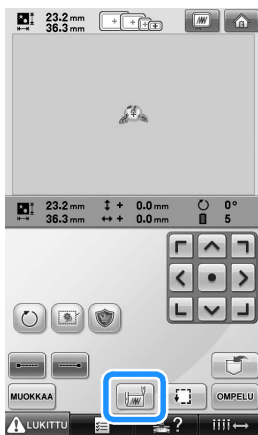 23.2 mm
36.3 mm
23.2 mm + 0.0 mm 0°
36.3 mm + 0.0 mm 5
MUOKKAA OMPELU
LUKITTU ?